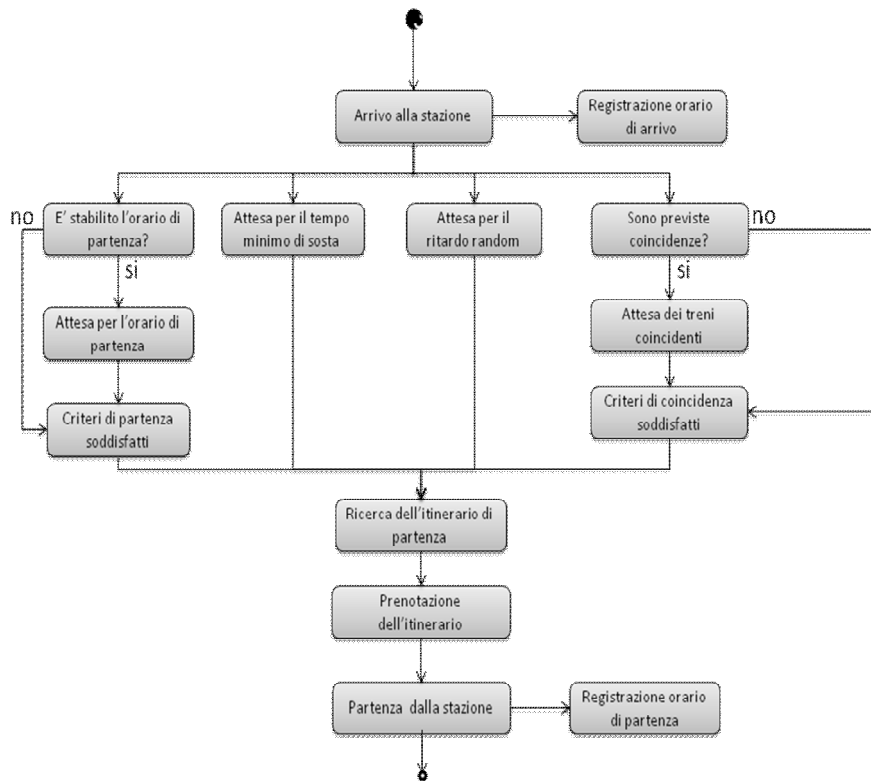 Arrivo alla stazione
Registrazione orario
di arrivo
no
E' stabilito l'orario di
partenza?
Attesa per il tempo
minimo di sosta
Attesa per il
ritardo random
Sono previste
coincidenze?
no
si
si
Attesa per l'orario di
partenza
Attesa dei treni
coincidenti
Criteri di partenza
soddisfatti
Criteri di coincidenza
soddisfatti
Ricerca dell'itinerario di
partenza
Prenotazione
dell'itinerario
Partenza dalla stazione
Registrazione orario
di partenza